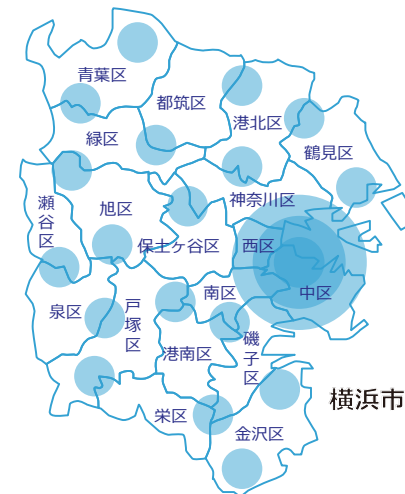 青葉区
都筑区
港北区
緑区
鶴見区
神奈川区
瀬谷区
旭区
保土ヶ谷区
西区
中区
南区
泉区
戸塚区
磯子区
港南区
横浜市
栄区
金沢区